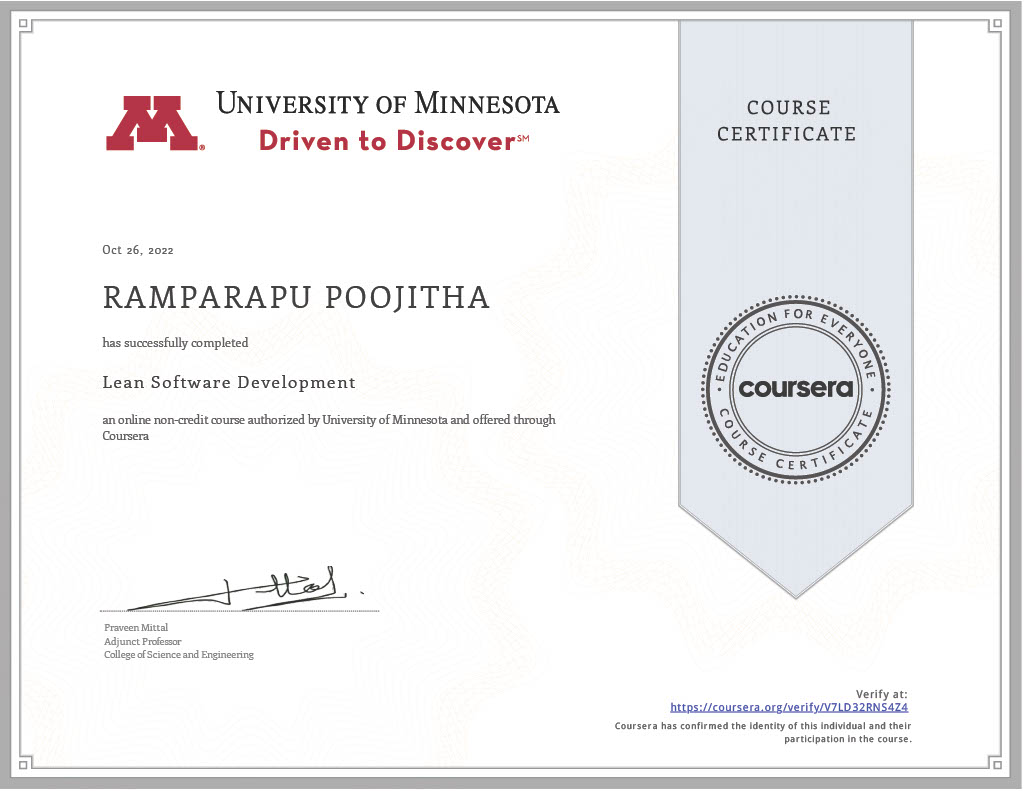 UNIVERSITY OF MINNESOTA
Driven to Discover℠
COURSE
CERTIFICATE
Oct 26, 2022
RAMPARAPU POOJITHA
has successfully completed
Lean Software Development
an online non-credit course authorized by University of Minnesota and offered through
Coursera
EDUCATION FOR EVERYONE
coursera
COURSE CERTIFICATE
Praveen Mittal
Adjunct Professor
College of Science and Engineering
Verify at:
https://coursera.org/verify/V7LD32RNS4Z4
Coursera has confirmed the identity of this individual and their
participation in the course.